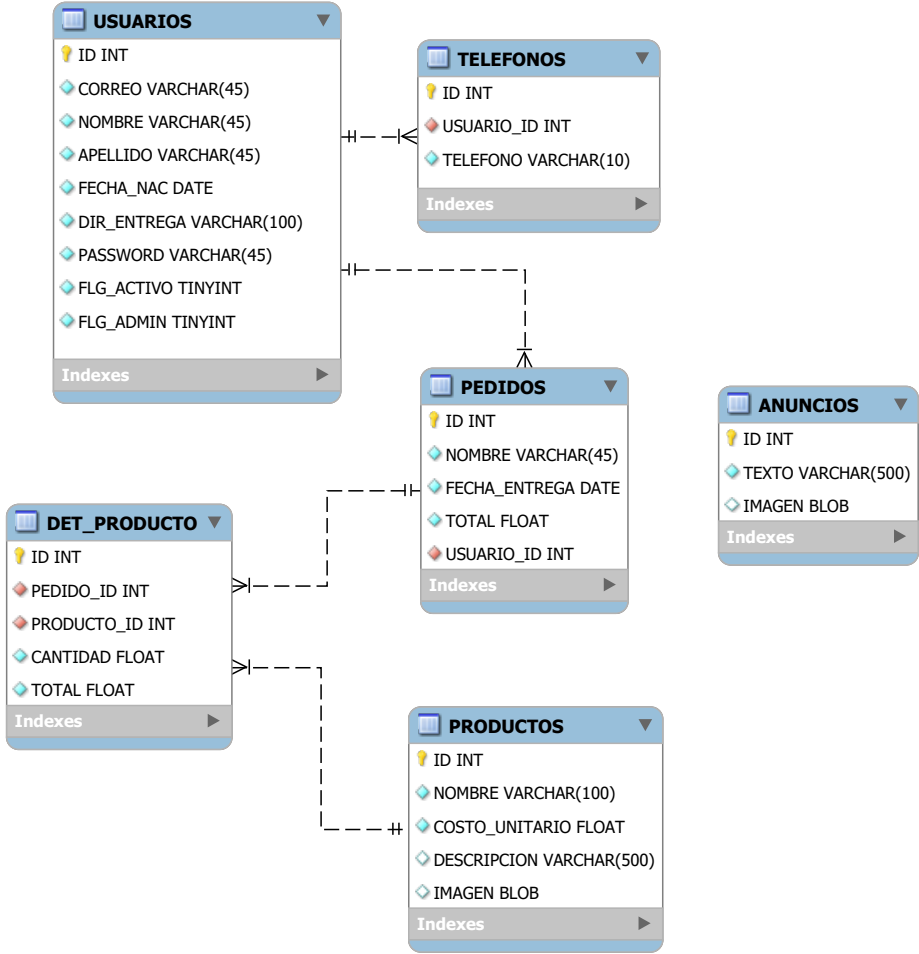 USUARIOS
ID INT
CORREO VARCHAR(45)
NOMBRE VARCHAR(45)
APELLIDO VARCHAR(45)
FECHA_NAC DATE
DIR_ENTREGA VARCHAR(100)
PASSWORD VARCHAR(45)
FLG_ACTIVO TINYINT
FLG_ADMIN TINYINT
Indexes
TELEFONOS
ID INT
USUARIO_ID INT
TELEFONO VARCHAR(10)
Indexes
PEDIDOS
ID INT
NOMBRE VARCHAR(45)
FECHA_ENTREGA DATE
TOTAL FLOAT
USUARIO_ID INT
Indexes
ANUNCIOS
ID INT
TEXTO VARCHAR(500)
IMAGEN BLOB
Indexes
DET_PRODUCTO
ID INT
PEDIDO_ID INT
PRODUCTO_ID INT
CANTIDAD FLOAT
TOTAL FLOAT
Indexes
PRODUCTOS
ID INT
NOMBRE VARCHAR(100)
COSTO_UNITARIO FLOAT
DESCRIPCION VARCHAR(500)
IMAGEN BLOB
Indexes